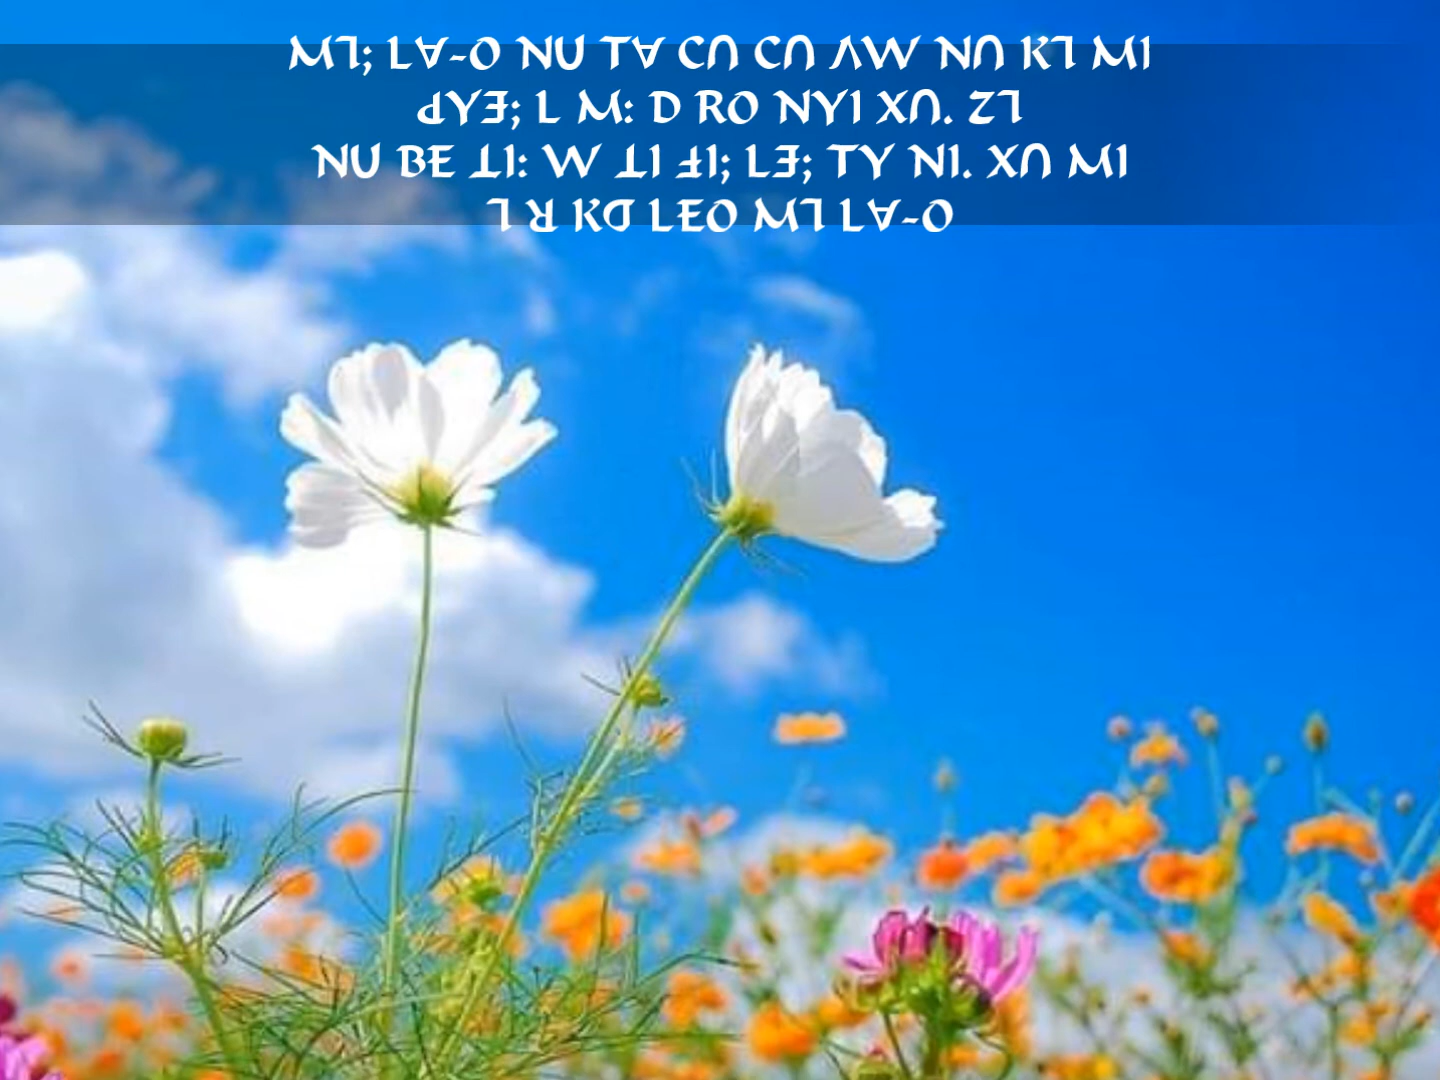 ꓟꓶꓼ ꓡꓯ-ꓳ ꓠꓴ ꓔꓯ ꓚꓵ ꓚꓵ ꓥꓪ ꓠꓵ ꓗꓶ ꓟꓲ
ꓒꓬꓱꓼ ꓡ ꓟꓽ ꓓ ꓣꓳ ꓠꓬꓲ ꓫꓵꓸ ꓜꓶ
ꓠꓴ ꓐꓰ ꓕꓲꓽ ꓪ ꓕꓲ ꓞꓲꓼ ꓡꓱꓼ ꓔꓬ ꓠꓲꓸ ꓫꓵ ꓟꓲ
ꓶ ꓤ ꓗꓷ ꓡꓰꓳ ꓟꓶ ꓡꓯ-ꓳ